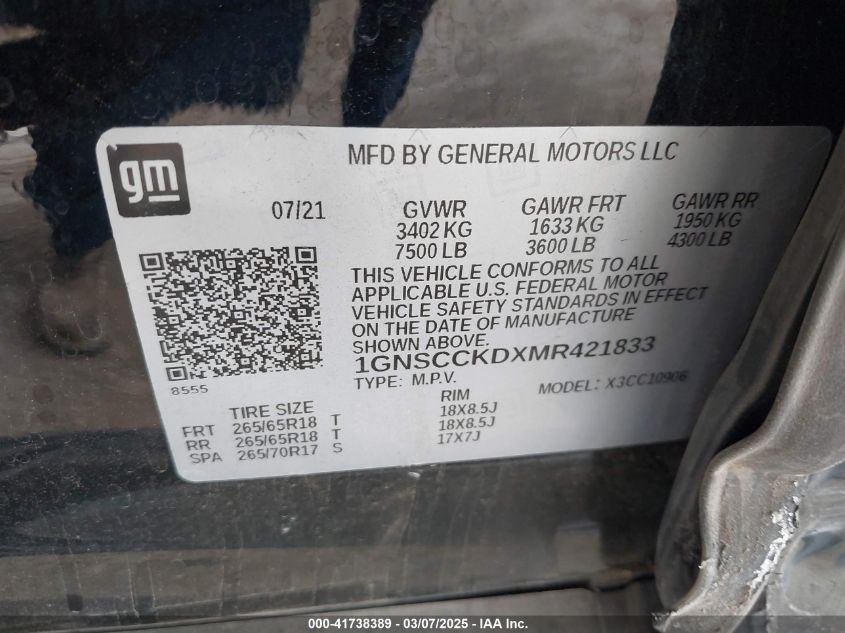 gm
MFD BY GENERAL MOTORS LLC
07/21
GVWR
3402 KG
7500 LB
GAWR FRT
1633 KG
3600 LB
GAWR RR
1950 KG
4300 LB
THIS VEHICLE CONFORMS TO ALL
APPLICABLE U.S. FEDERAL MOTOR
VEHICLE SAFETY STANDARDS IN EFFECT
ON THE DATE OF MANUFACTURE
SHOWN ABOVE.
1GNSCCKDXMR421833
TYPE: M.P.V.
MODEL: X3CC10906
8555
TIRE SIZE RIM
FRT 265/65R18 T 18X8.5J
RR 265/65R18 T 18X8.5J
SPA 265/70R17 S 17X7J
000-41738389 - 03/07/2025 - IAA Inc.